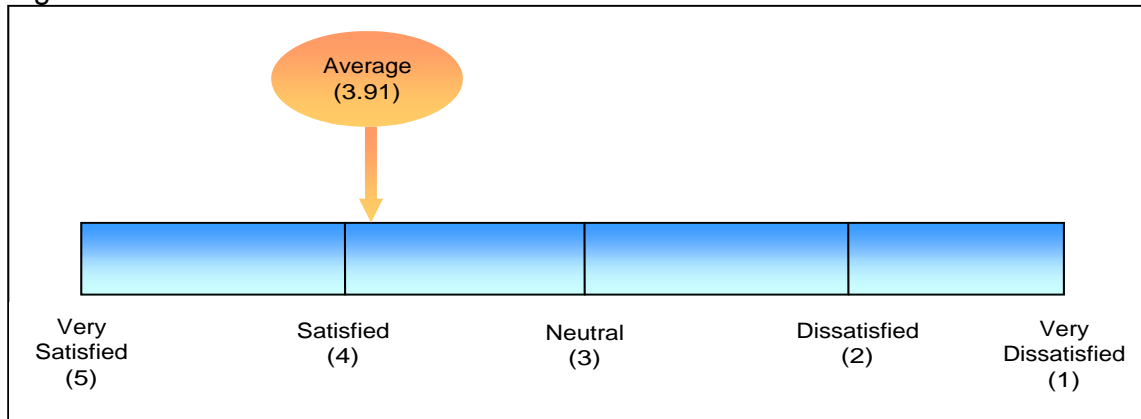 Average
(3.91)
Very
Satisfied
(5)
Satisfied
(4)
Neutral
(3)
Dissatisfied
(2)
Very
Dissatisfied
(1)